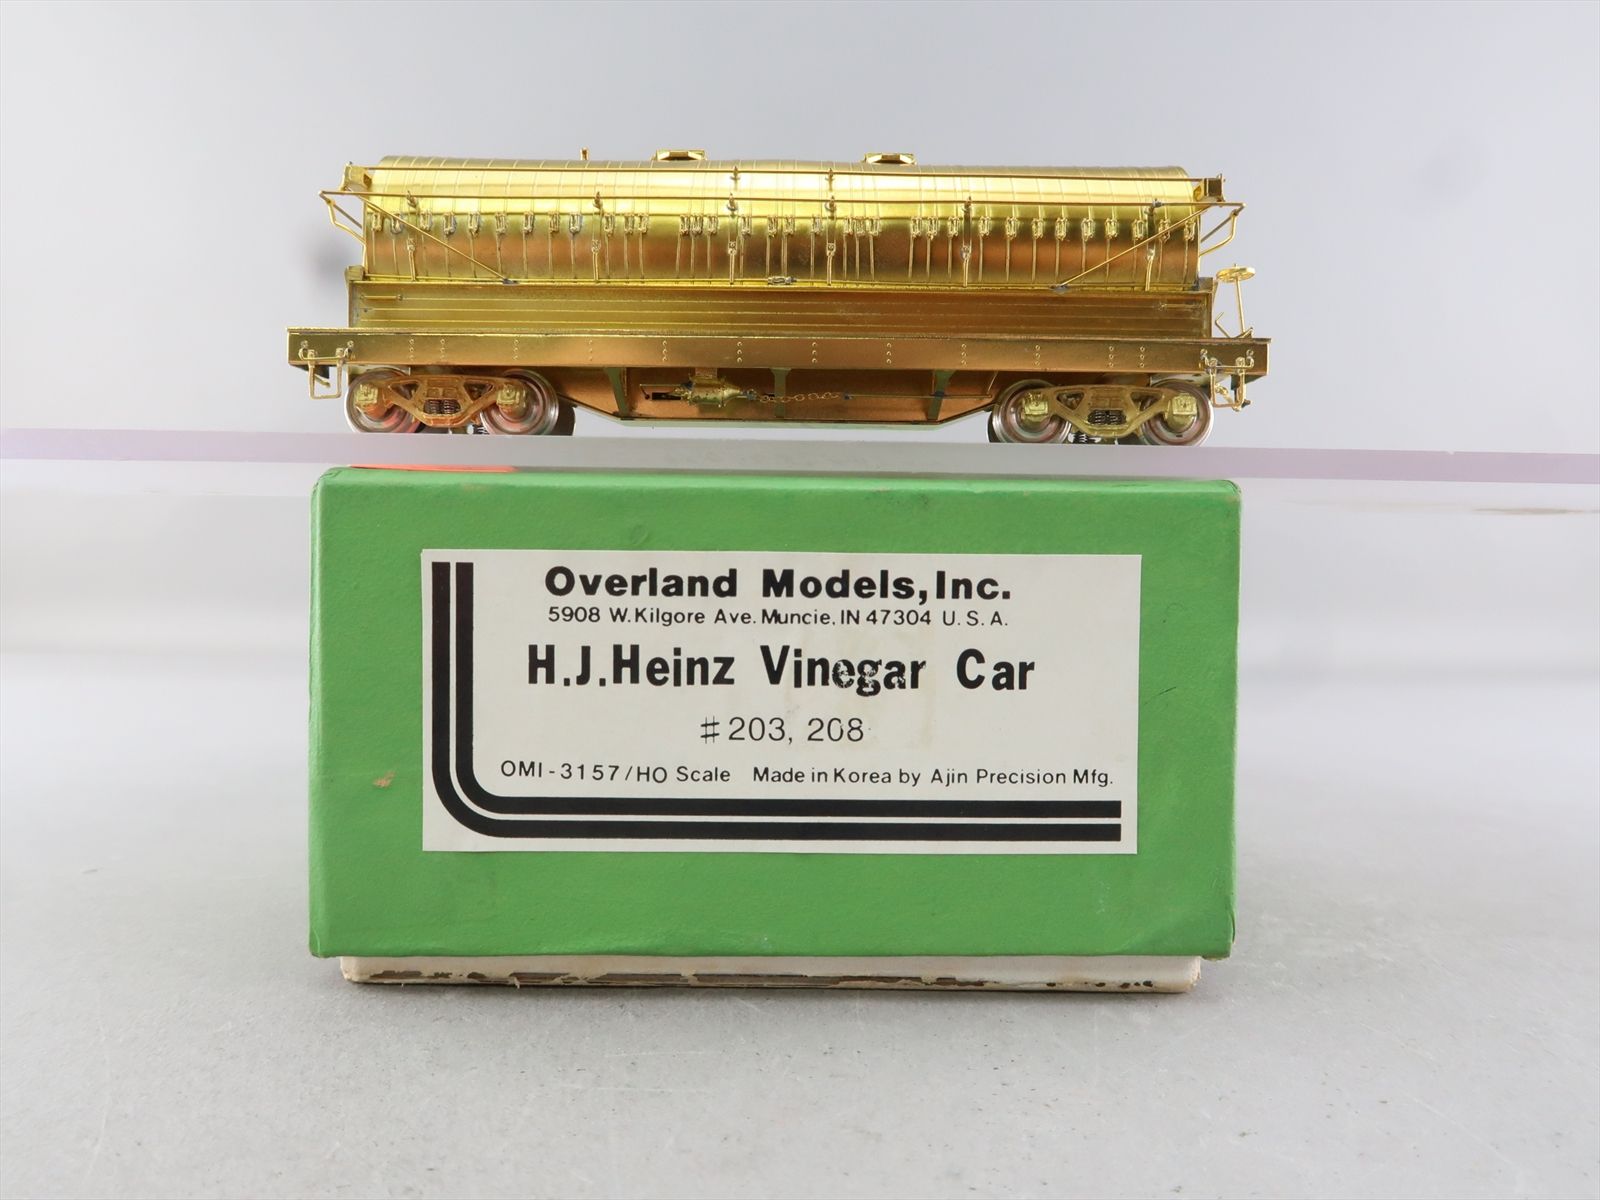 Overland Models, Inc.
5908 W. Kilgore Ave. Muncie, IN 47304 U.S.A.
H.J. Heinz Vinegar Car
#203, 208
OMI-3157/HO Scale Made in Korea by Ajin Precision Mfg.